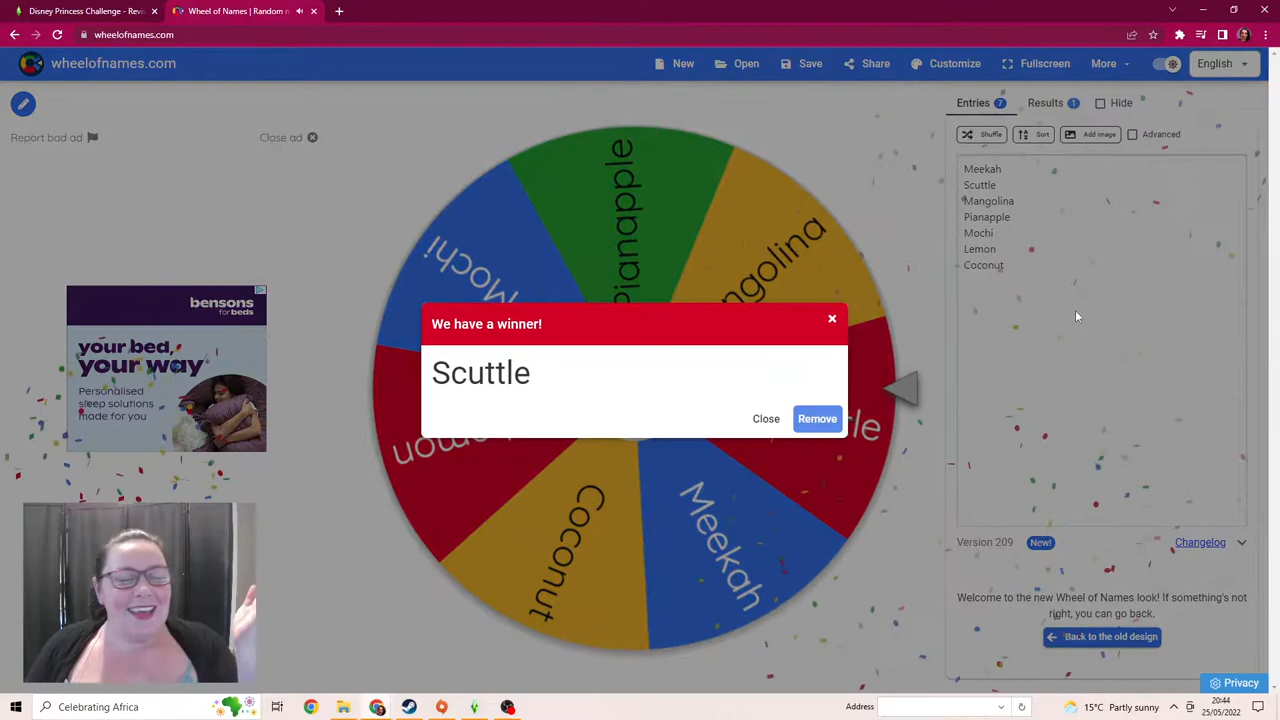 Disney Princess Challenge - Revis
Wheel of Names | Random n
wheelofnames.com
wheelofnames.com
New
Open
Save
Share
Customize
Fullscreen
More
English
Report bad ad
Close ad
Entries 7
Results 1
Hide
Shuffle
Sort
Add image
Advanced
Meekah
Scuttle
Mangolina
Pianapple
Mochi
Lemon
Coconut
Pianapple
ngolina
Mochi
We have a winner!
Scuttle
Close
Remove
tle
Meekah
Coconut
mon
bensons
for beds
your bed,
your way
Personalised
sleep solutions
made for you
Version 209
New!
Changelog
Welcome to the new Wheel of Names look! If something's not
right, you can go back.
Back to the old design
Privacy
Celebrating Africa
Address
15°C Partly sunny
20:44
25/05/2022